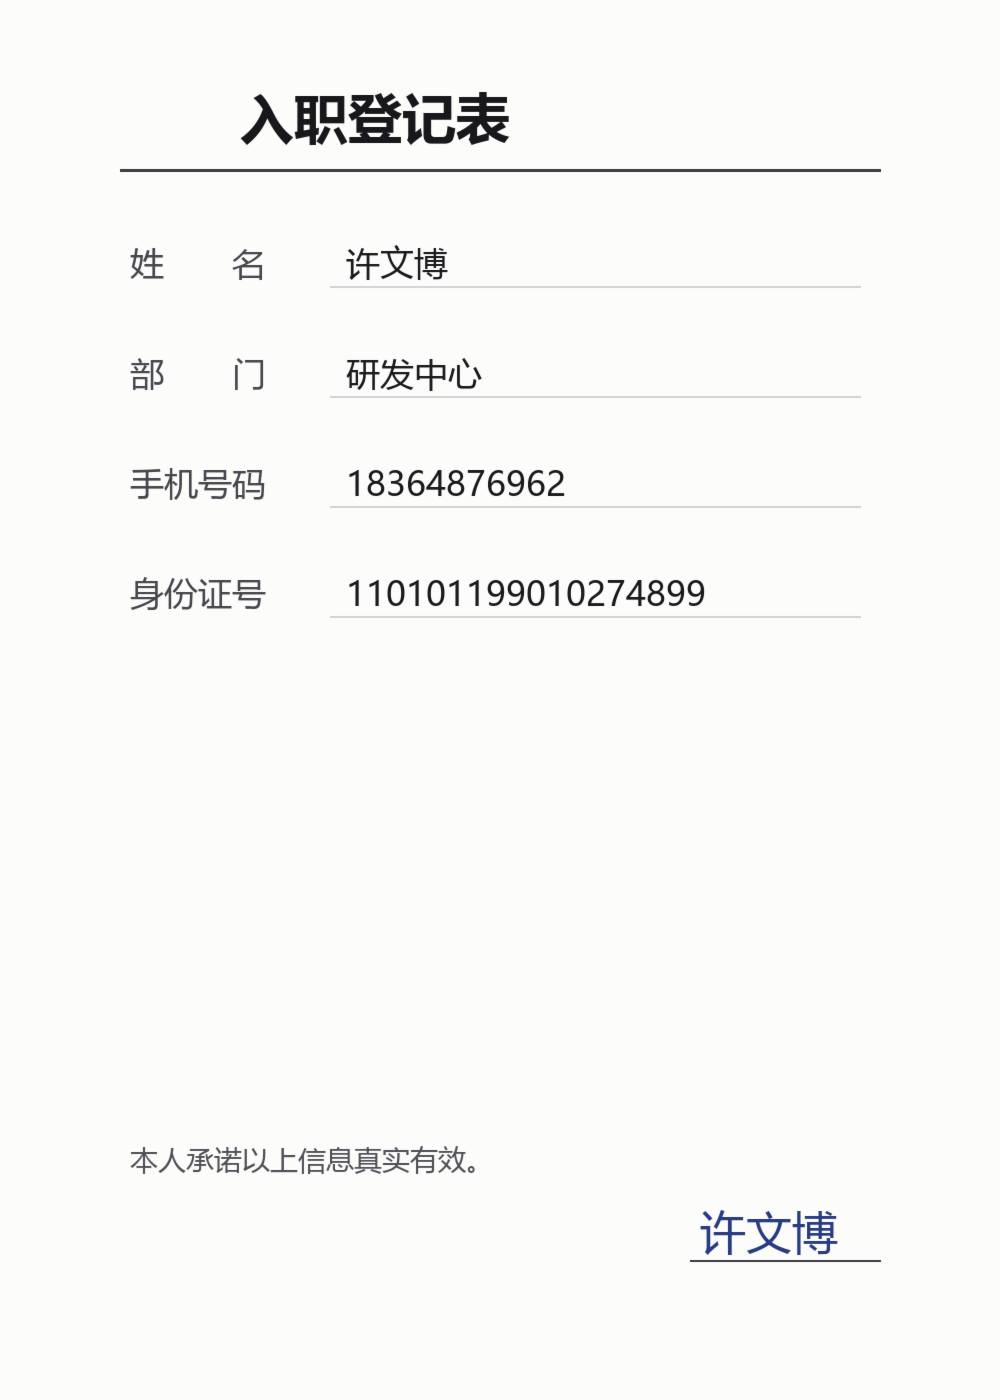 入职登记表
姓　　名　许文博
部　　门　研发中心
手机号码　18364876962
身份证号　110101199010274899
本人承诺以上信息真实有效。
许文博